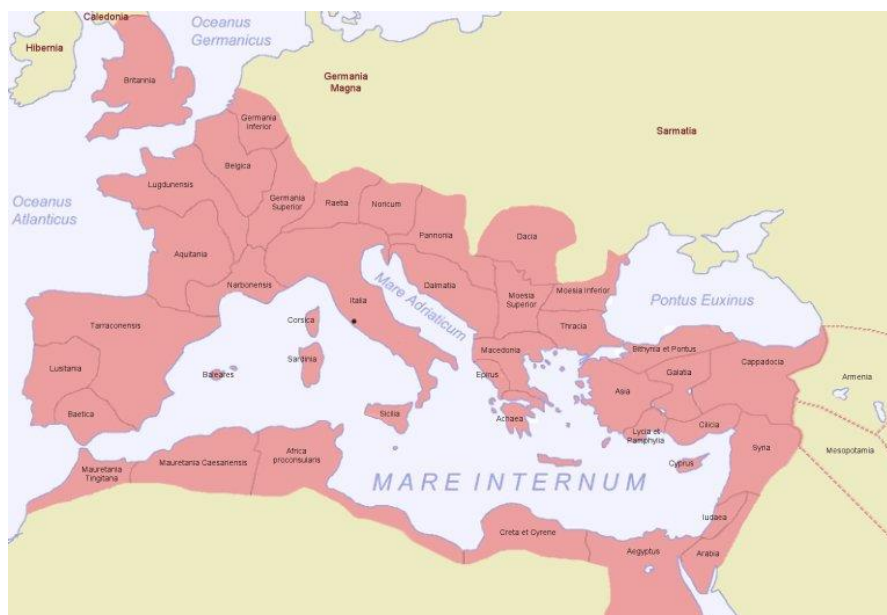 Caledonia
Oceanus
Germanicus
Hibernia
Britannia
Germania
Magna
Sarmatia
Germania
Inferior
Belgica
Lugdunensis
Germania
Superior
Raetia
Noricum
Oceanus
Atlanticus
Pannonia
Dacia
Aquitania
Narbonensis
Italia
Dalmatia
Mare Adriaticum
Moesia
Superior
Moesia Inferior
Pontus Euxinus
Tarraconensis
Corsica
Thracia
Macedonia
Bithynia et Pontus
Sardinia
Lusitania
Baleares
Epirus
Asia
Galatia
Cappadocia
Armenia
Baetica
Sicilia
Achaea
Lycia et
Pamphylia
Cilicia
Mauretania
Tingitana
Mauretania Caesariensis
Africa
proconsularis
Cyprus
Syria
Mesopotamia
MARE INTERNUM
Iudaea
Creta et Cyrene
Aegyptus
Arabia